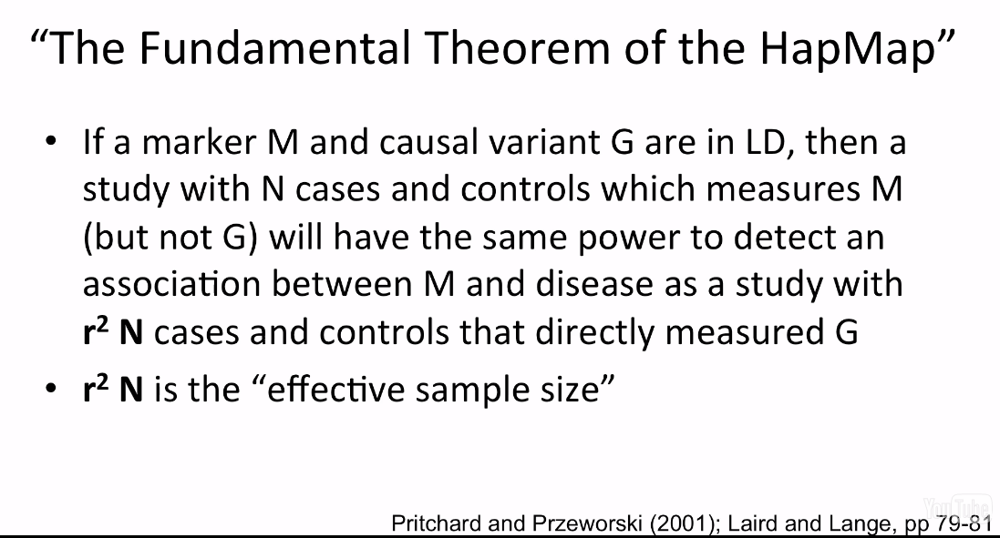 “The Fundamental Theorem of the HapMap”
• If a marker M and causal variant G are in LD, then a
study with N cases and controls which measures M
(but not G) will have the same power to detect an
association between M and disease as a study with
r² N cases and controls that directly measured G
• r² N is the “effective sample size”
YouTube
Pritchard and Przeworski (2001); Laird and Lange, pp 79-81